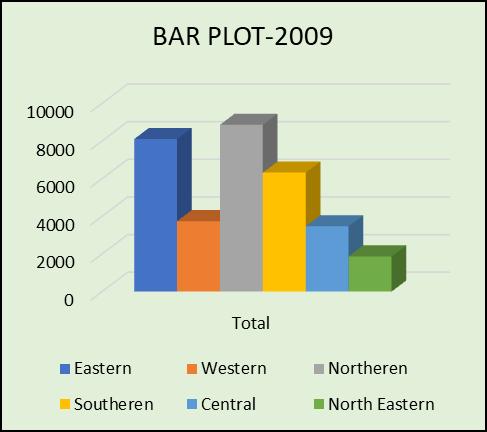 BAR PLOT-2009
10000
8000
6000
4000
2000
0
Total
Eastern Western Northeren
Southeren Central North Eastern